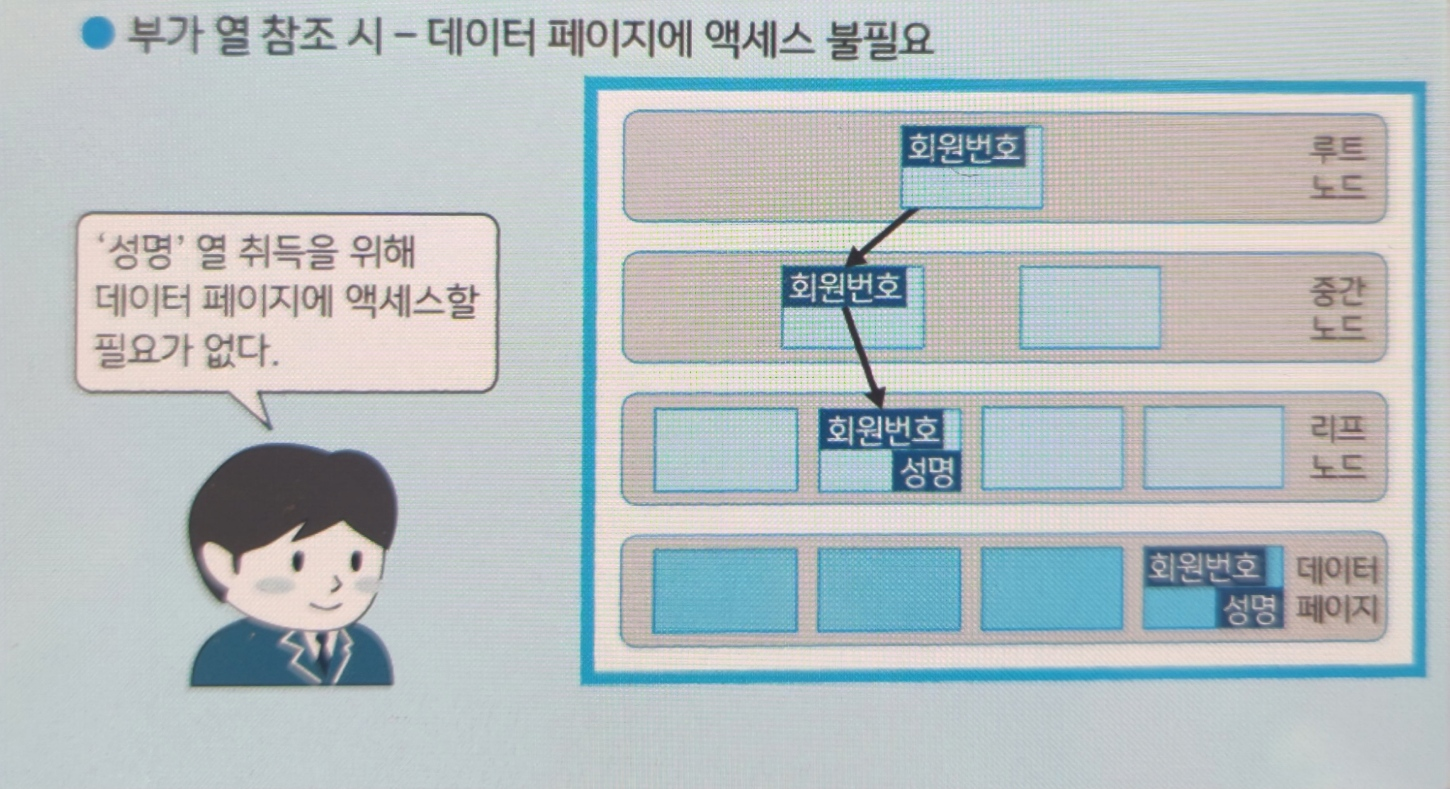 부가 열 참조 시 – 데이터 페이지에 액세스 불필요
‘성명’ 열 취득을 위해
데이터 페이지에 액세스할
필요가 없다.
회원번호
루트
노드
회원번호
중간
노드
회원번호
성명
리프
노드
회원번호
성명
데이터
페이지